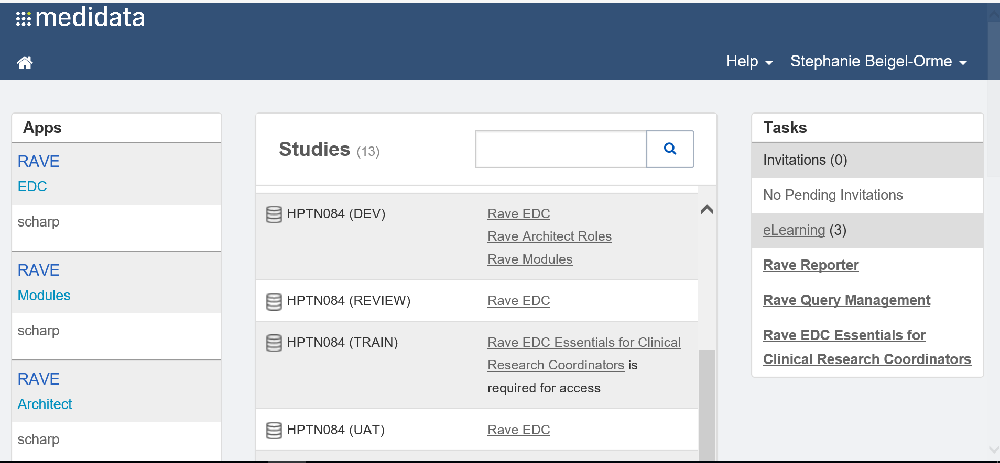 medidata
Help
Stephanie Beigel-Orme
Apps
RAVE
EDC
scharp
RAVE
Modules
scharp
RAVE
Architect
scharp
Studies (13)
HPTN084 (DEV)
Rave EDC
Rave Architect Roles
Rave Modules
HPTN084 (REVIEW)
Rave EDC
HPTN084 (TRAIN)
Rave EDC Essentials for Clinical
Research Coordinators is
required for access
HPTN084 (UAT)
Rave EDC
Tasks
Invitations (0)
No Pending Invitations
eLearning (3)
Rave Reporter
Rave Query Management
Rave EDC Essentials for
Clinical Research Coordinators